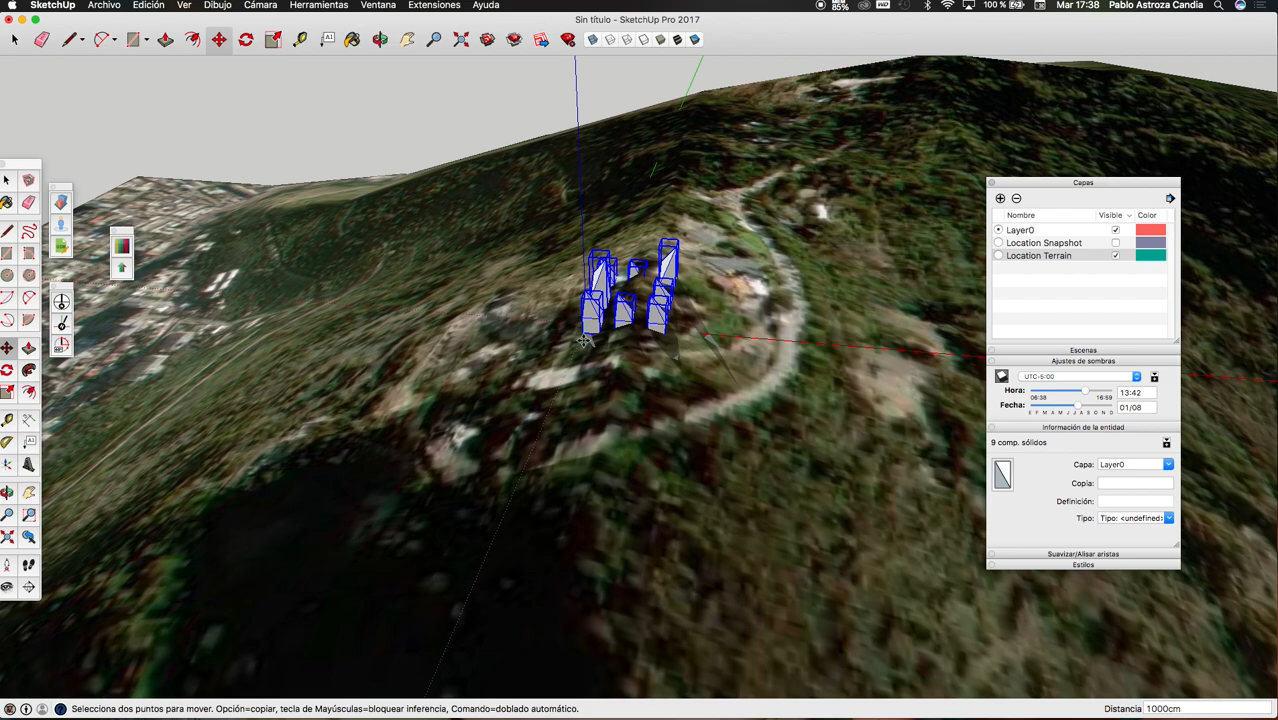 SketchUp Archivo Edición Ver Dibujo Cámara Herramientas Ventana Extensiones Ayuda 85% WD 100 % Mar 17:38 Pablo Astroza Candia
Sin título - SketchUp Pro 2017
A1
Capas
Nombre Visible Color
Layer0
Location Snapshot
Location Terrain
Escenas
Ajustes de sombras
UTC-5:00
Hora: 06:38 16:59 13:42
Fecha: E F M A M J J A S O N D 01/08
Información de la entidad
9 comp. sólidos
Capa: Layer0
Copia:
Definición:
Tipo: Tipo: <undefined>
Suavizar/Alisar aristas
Estilos
A1
Selecciona dos puntos para mover. Opción=copiar, tecla de Mayúsculas=bloquear inferencia, Comando=doblado automático. Distancia 1000cm